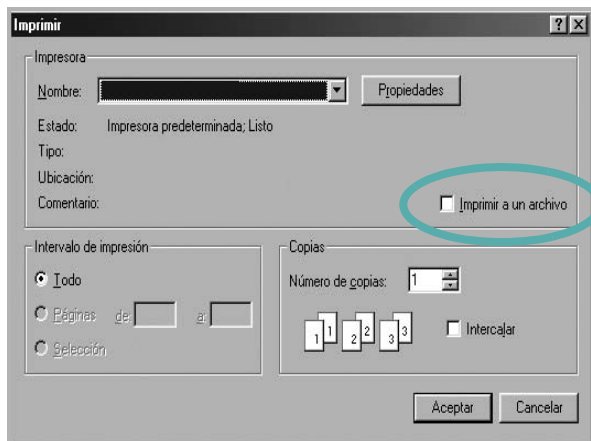 Imprimir
Impresora
Nombre:
Propiedades
Estado: Impresora predeterminada; Listo
Tipo:
Ubicación:
Comentario:
Imprimir a un archivo
Intervalo de impresión
Todo
Páginas de: a:
Selección
Copias
Número de copias: 1
1 1 2 2 3 3
Intercalar
Aceptar Cancelar